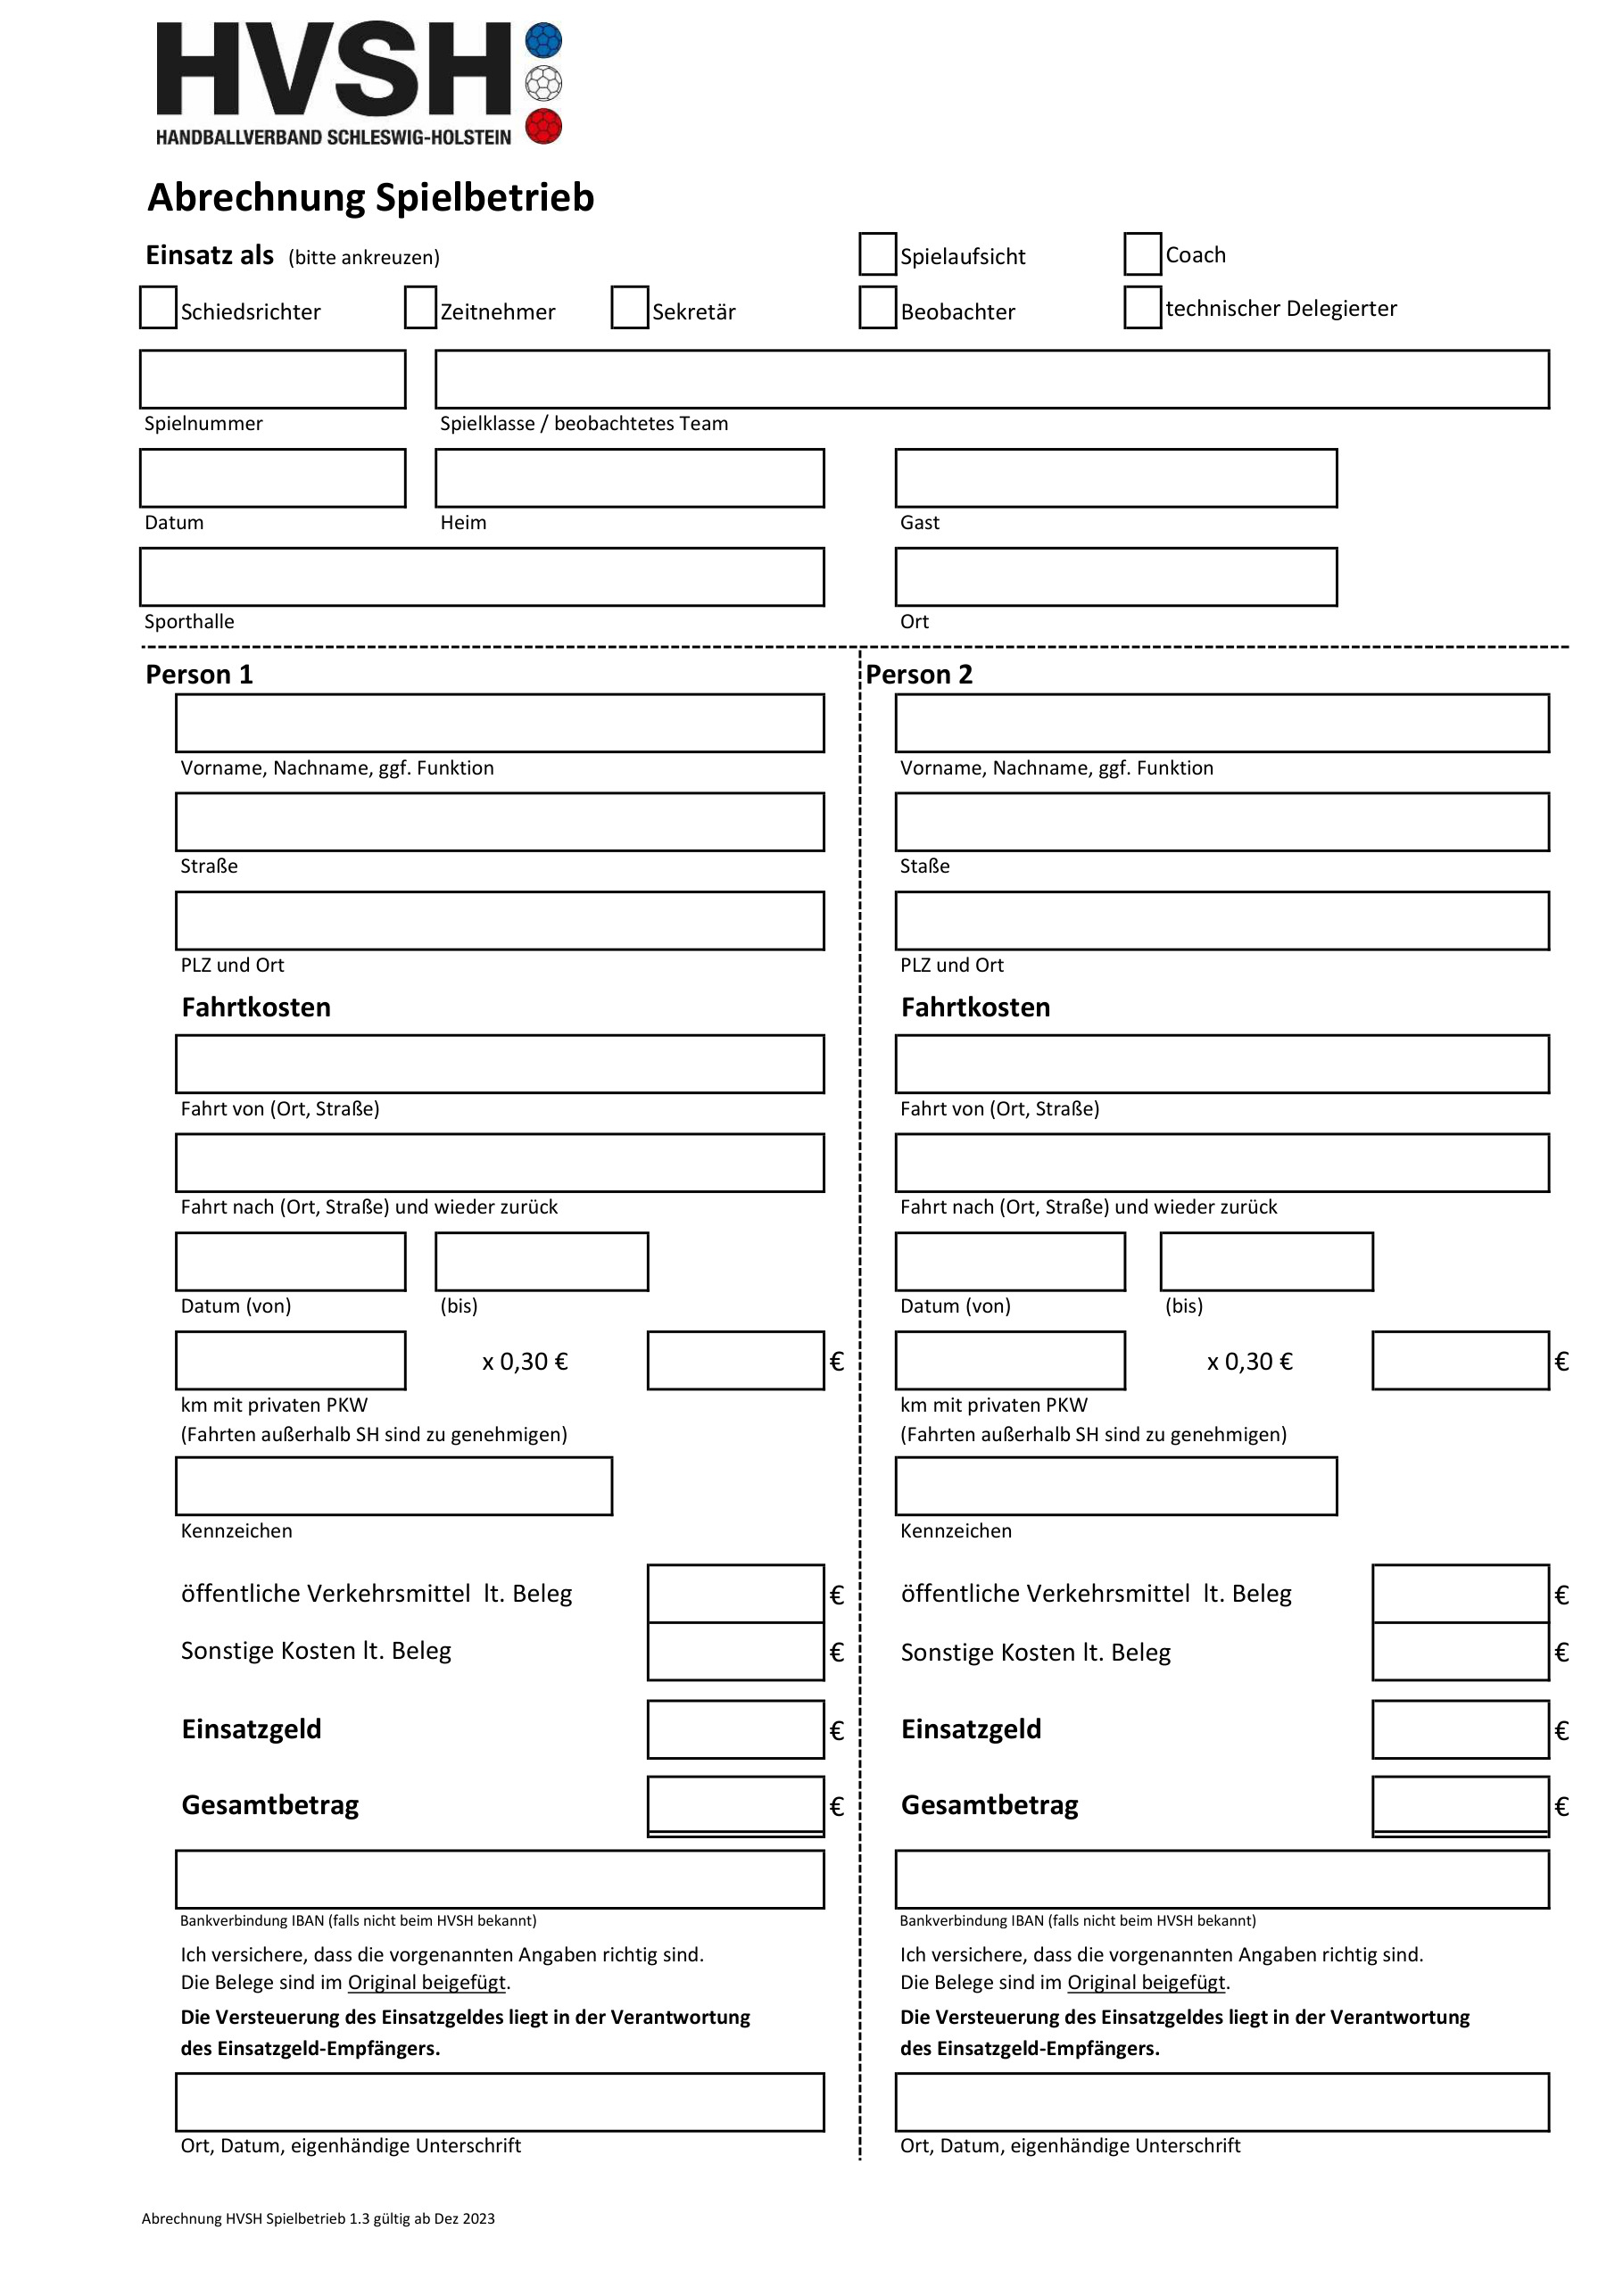 HVSH
HANDBALLVERBAND SCHLESWIG-HOLSTEIN
Abrechnung Spielbetrieb
Einsatz als (bitte ankreuzen)
Spielaufsicht Coach
Schiedsrichter Zeitnehmer Sekretär Beobachter technischer Delegierter
Spielnummer Spielklasse / beobachtetes Team
Datum Heim Gast
Sporthalle Ort
Person 1
Vorname, Nachname, ggf. Funktion
Straße
PLZ und Ort
Fahrtkosten
Fahrt von (Ort, Straße)
Fahrt nach (Ort, Straße) und wieder zurück
Datum (von) (bis)
x 0,30 € €
km mit privaten PKW
(Fahrten außerhalb SH sind zu genehmigen)
Kennzeichen
öffentliche Verkehrsmittel lt. Beleg €
Sonstige Kosten lt. Beleg €
Einsatzgeld €
Gesamtbetrag €
Bankverbindung IBAN (falls nicht beim HVSH bekannt)
Ich versichere, dass die vorgenannten Angaben richtig sind.
Die Belege sind im Original beigefügt.
Die Versteuerung des Einsatzgeldes liegt in der Verantwortung
des Einsatzgeld-Empfängers.
Ort, Datum, eigenhändige Unterschrift
Person 2
Vorname, Nachname, ggf. Funktion
Staße
PLZ und Ort
Fahrtkosten
Fahrt von (Ort, Straße)
Fahrt nach (Ort, Straße) und wieder zurück
Datum (von) (bis)
x 0,30 € €
km mit privaten PKW
(Fahrten außerhalb SH sind zu genehmigen)
Kennzeichen
öffentliche Verkehrsmittel lt. Beleg €
Sonstige Kosten lt. Beleg €
Einsatzgeld €
Gesamtbetrag €
Bankverbindung IBAN (falls nicht beim HVSH bekannt)
Ich versichere, dass die vorgenannten Angaben richtig sind.
Die Belege sind im Original beigefügt.
Die Versteuerung des Einsatzgeldes liegt in der Verantwortung
des Einsatzgeld-Empfängers.
Ort, Datum, eigenhändige Unterschrift
Abrechnung HVSH Spielbetrieb 1.3 gültig ab Dez 2023